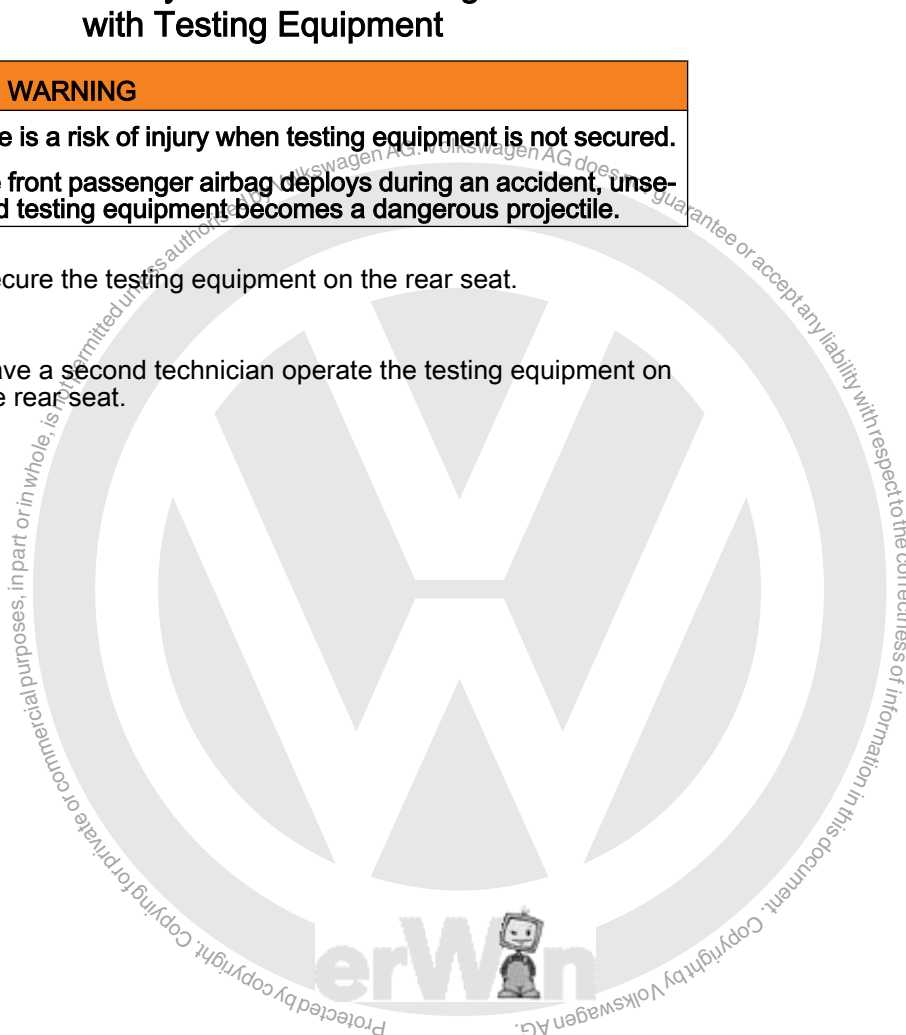 with Testing Equipment
WARNING
e is a risk of injury when testing equipment is not secured.
e front passenger airbag deploys during an accident, unse-
d testing equipment becomes a dangerous projectile.
ecure the testing equipment on the rear seat.
ave a second technician operate the testing equipment on
e rear seat.
Protected by copyright. Copying for private or commercial purposes, in part or in whole, is not permitted unless authorised by Volkswagen AG. Volkswagen AG does not guarantee or accept any liability with respect to the correctness of information in this document. Copyright by Volkswagen AG.
erWin